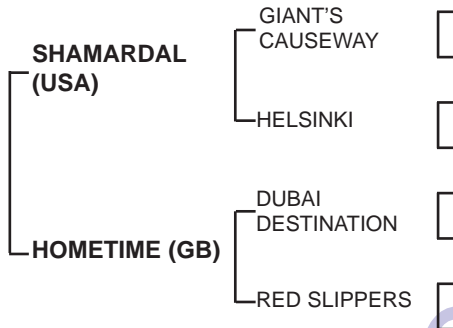 GIANT'S
CAUSEWAY
SHAMARDAL
(USA)
HELSINKI
DUBAI
DESTINATION
HOMETIME (GB)
RED SLIPPERS